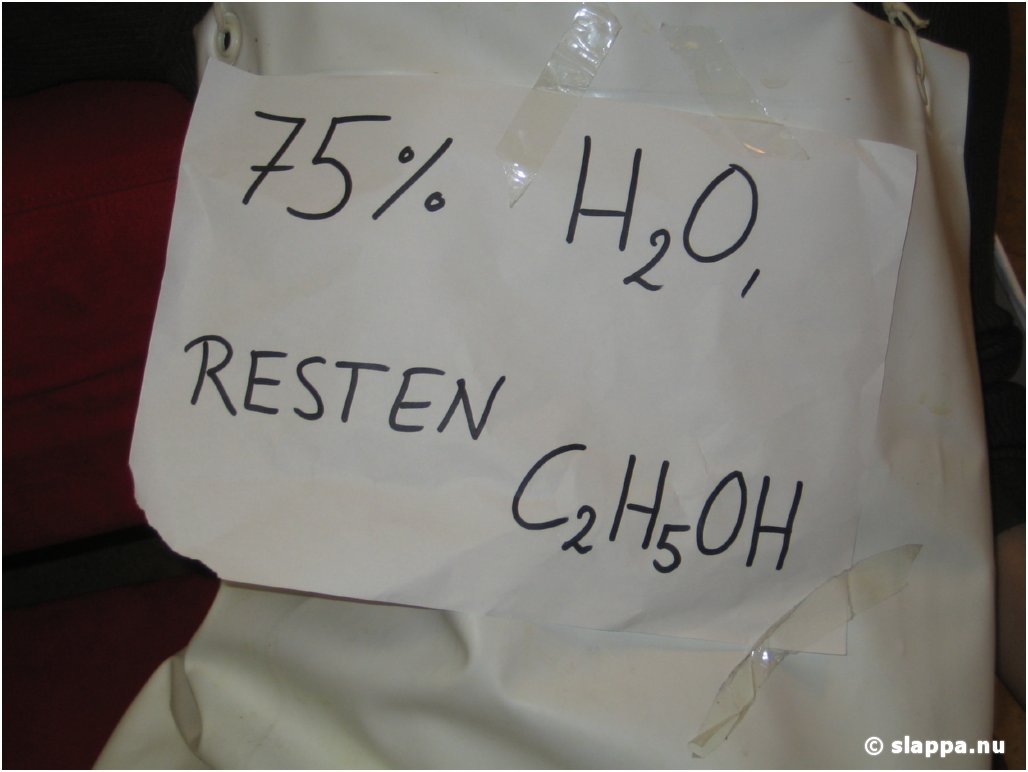 75% H₂O,
RESTEN
C₂H₅OH
© slappa.nu